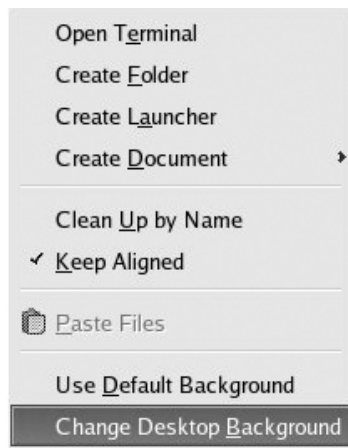 Open Terminal
Create Folder
Create Launcher
Create Document
Clean Up by Name
Keep Aligned
Paste Files
Use Default Background
Change Desktop Background